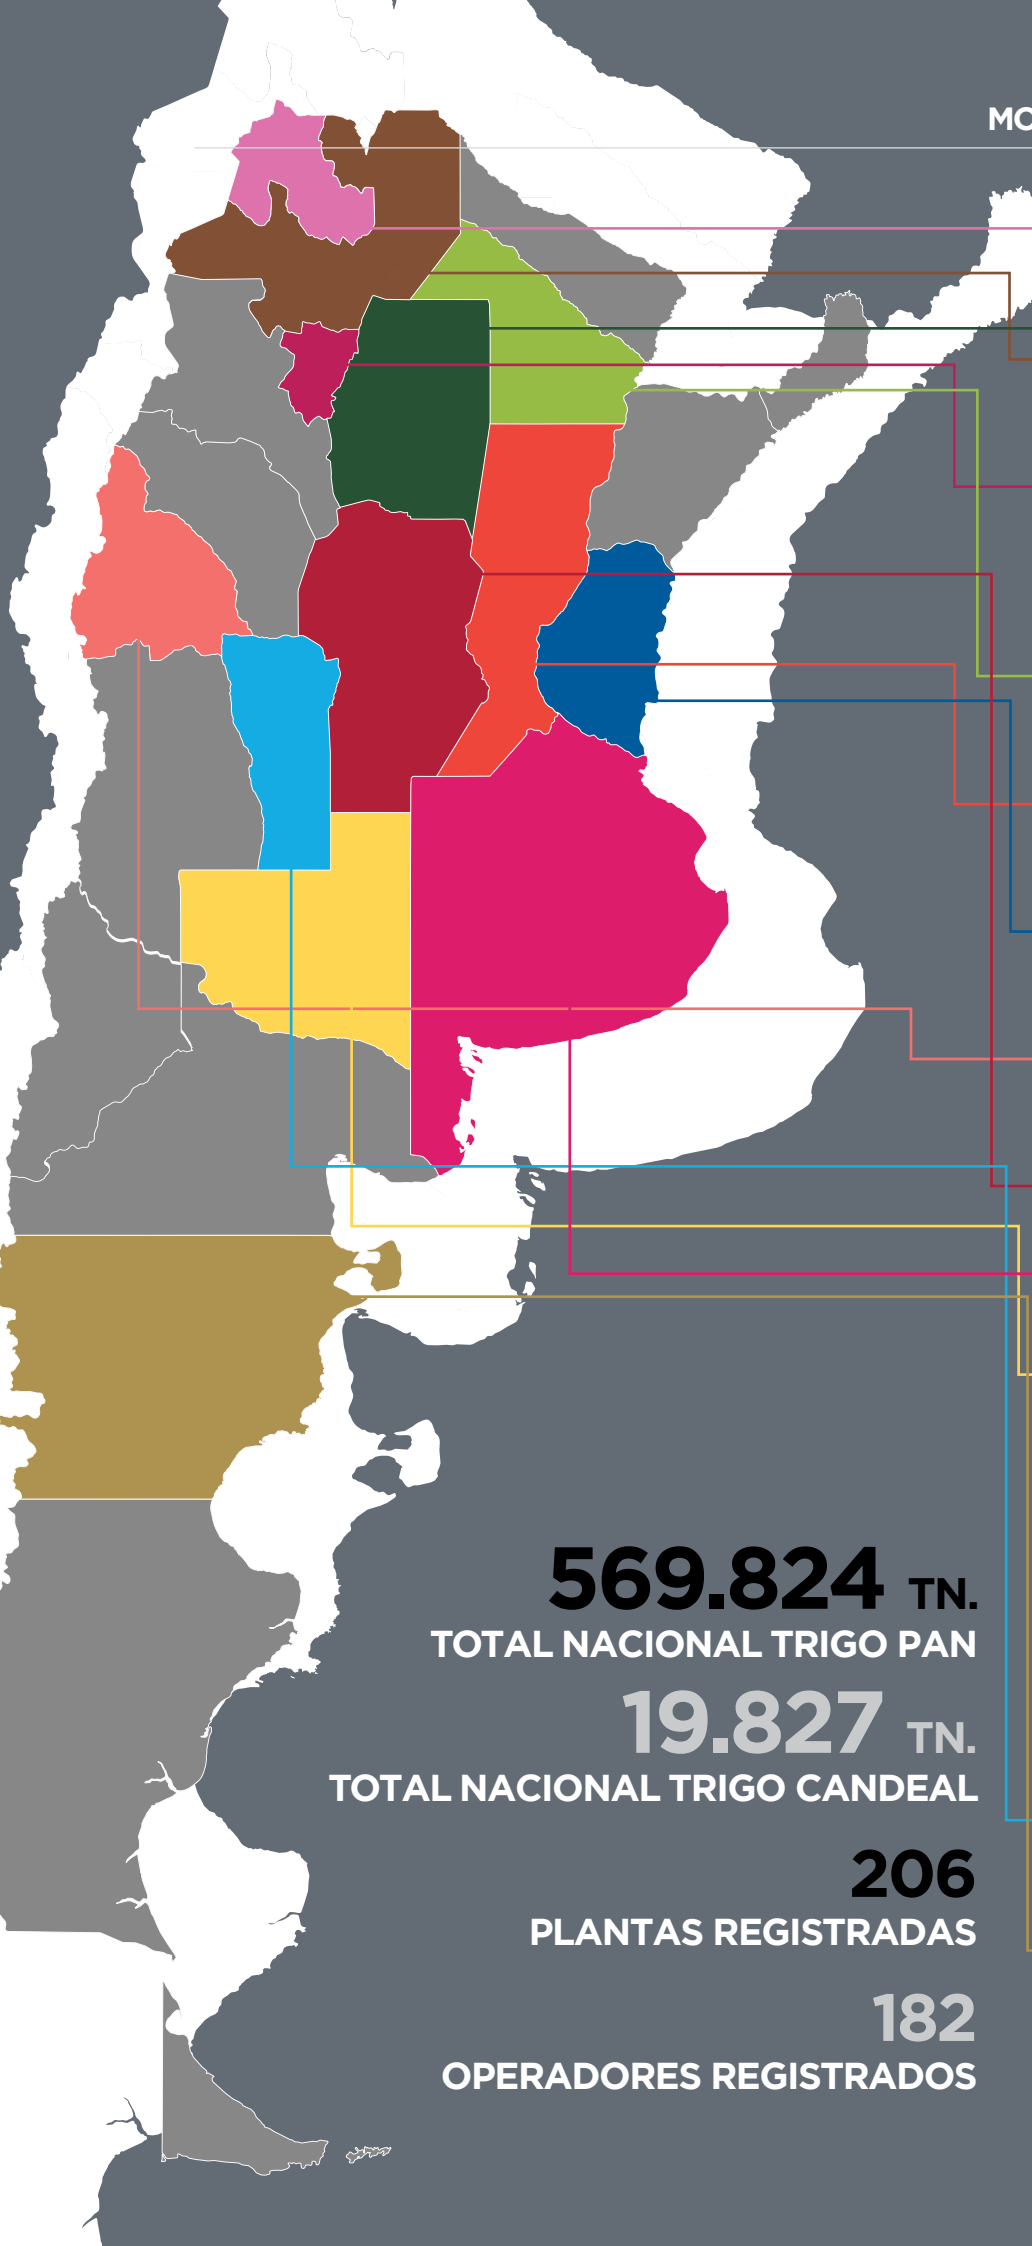 MO
569.824 TN.
TOTAL NACIONAL TRIGO PAN
19.827 TN.
TOTAL NACIONAL TRIGO CANDEAL
206
PLANTAS REGISTRADAS
182
OPERADORES REGISTRADOS